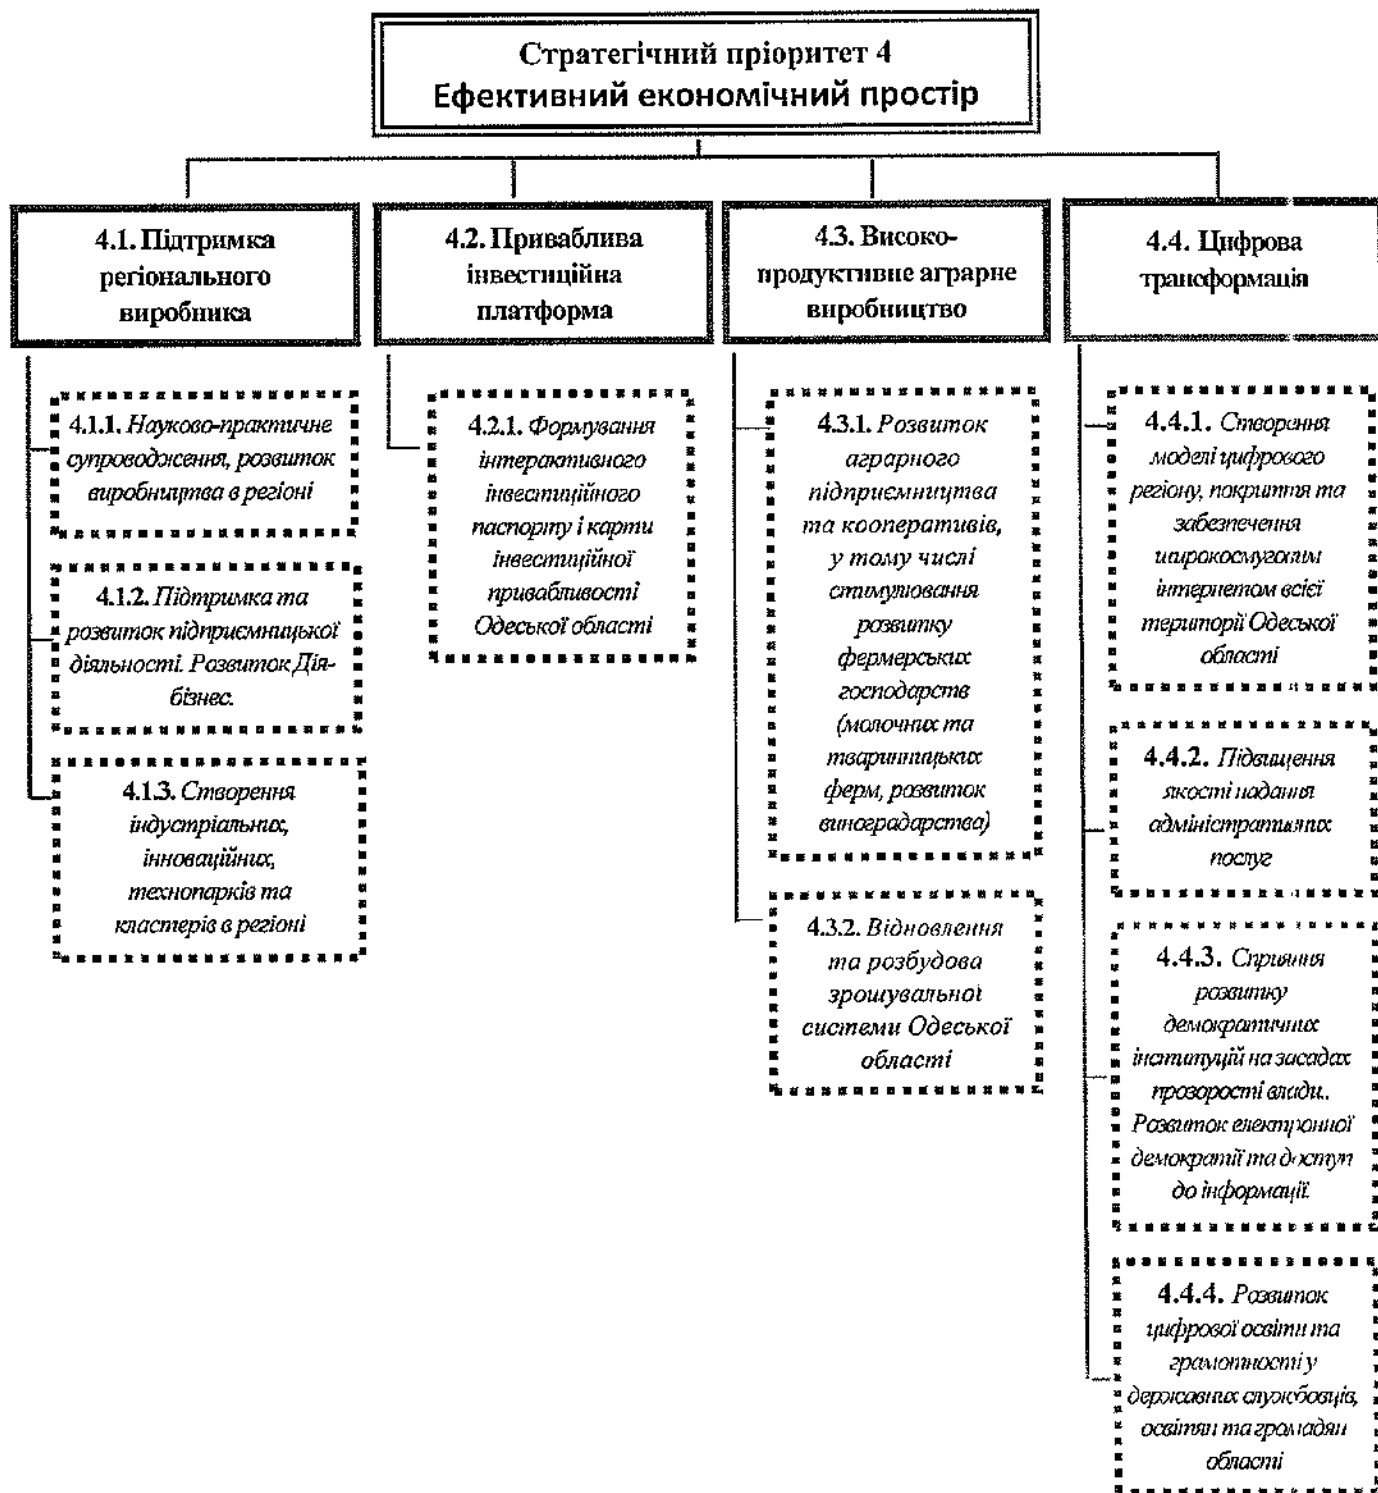 Стратегічний пріоритет 4
Ефективний економічний простір
4.1. Підтримка
регіонального
виробника
4.2. Приваблива
інвестиційна
платформа
4.3. Високо-
продуктивне аграрне
виробництво
4.4. Цифрова
трансформація
4.1.1. Науково-практичне
супроводження, розвиток
виробництва в регіоні
4.1.2. Підтримка та
розвиток підприємницької
діяльності. Розвиток Дія-
бізнес.
4.1.3. Створення
індустріальних,
інноваційних,
технопарків та
кластерів в регіоні
4.2.1. Формування
інтерактивного
інвестиційного
паспорту і карти
інвестиційної
привабливості
Одеської області
4.3.1. Розвиток
аграрного
підприємництва
та кооперативів,
у тому числі
стимулювання
розвитку
фермерських
господарств
(молочних та
тваринницьких
ферм, розвиток
виноградарства)
4.3.2. Відновлення
та розбудова
зрошувальної
системи Одеської
області
4.4.1. Створення
моделі цифрового
регіону, покриття та
забезпечення
широкосмуговим
інтернетом всієї
території Одеської
області
4.4.2. Підвищення
якості надання
адміністративних
послуг
4.4.3. Сприяння
розвитку
демократичних
інституцій на засадах
прозорості влади..
Розвиток електронної
демократії та доступ
до інформації.
4.4.4. Розвиток
цифрової освіти та
грамотності у
державних службовців,
освітян та громадян
області